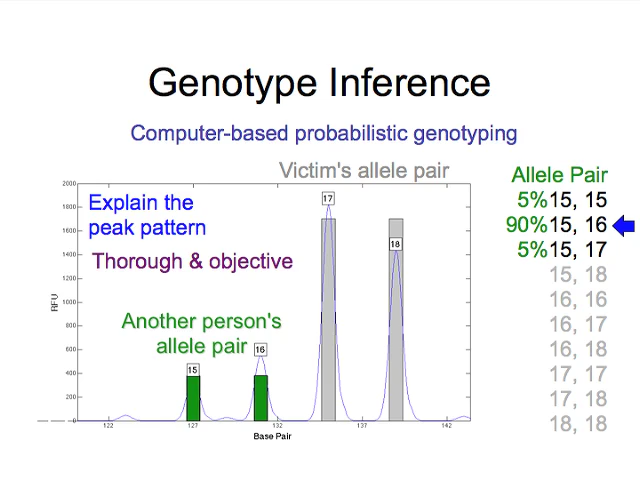 Genotype Inference
Computer-based probabilistic genotyping
Victim's allele pair
Explain the
peak pattern
Thorough & objective
Another person's
allele pair
17
18
16
15
2000
1800
1600
1400
1200
1000
800
600
400
200
0
RFU
122
127
132
137
142
Base Pair
Allele Pair
5%15, 15
90%15, 16
5%15, 17
15, 18
16, 16
16, 17
16, 18
17, 17
17, 18
18, 18